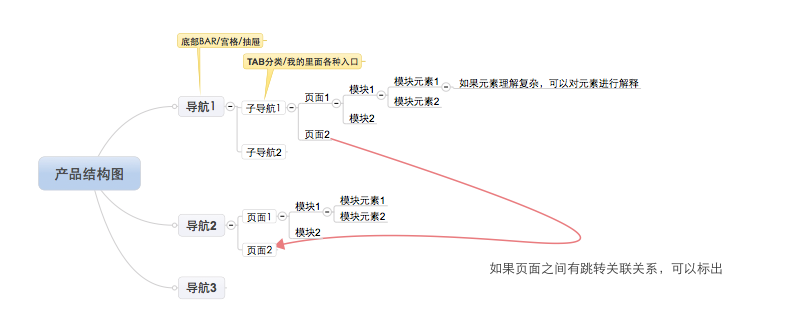 底部BAR/宫格/抽屉
TAB分类/我的里面各种入口
产品结构图
导航1
子导航1
页面1
模块1
模块元素1
如果元素理解复杂，可以对元素进行解释
模块元素2
模块2
页面2
子导航2
导航2
页面1
模块1
模块元素1
模块元素2
模块2
页面2
如果页面之间有跳转关联关系，可以标出
导航3